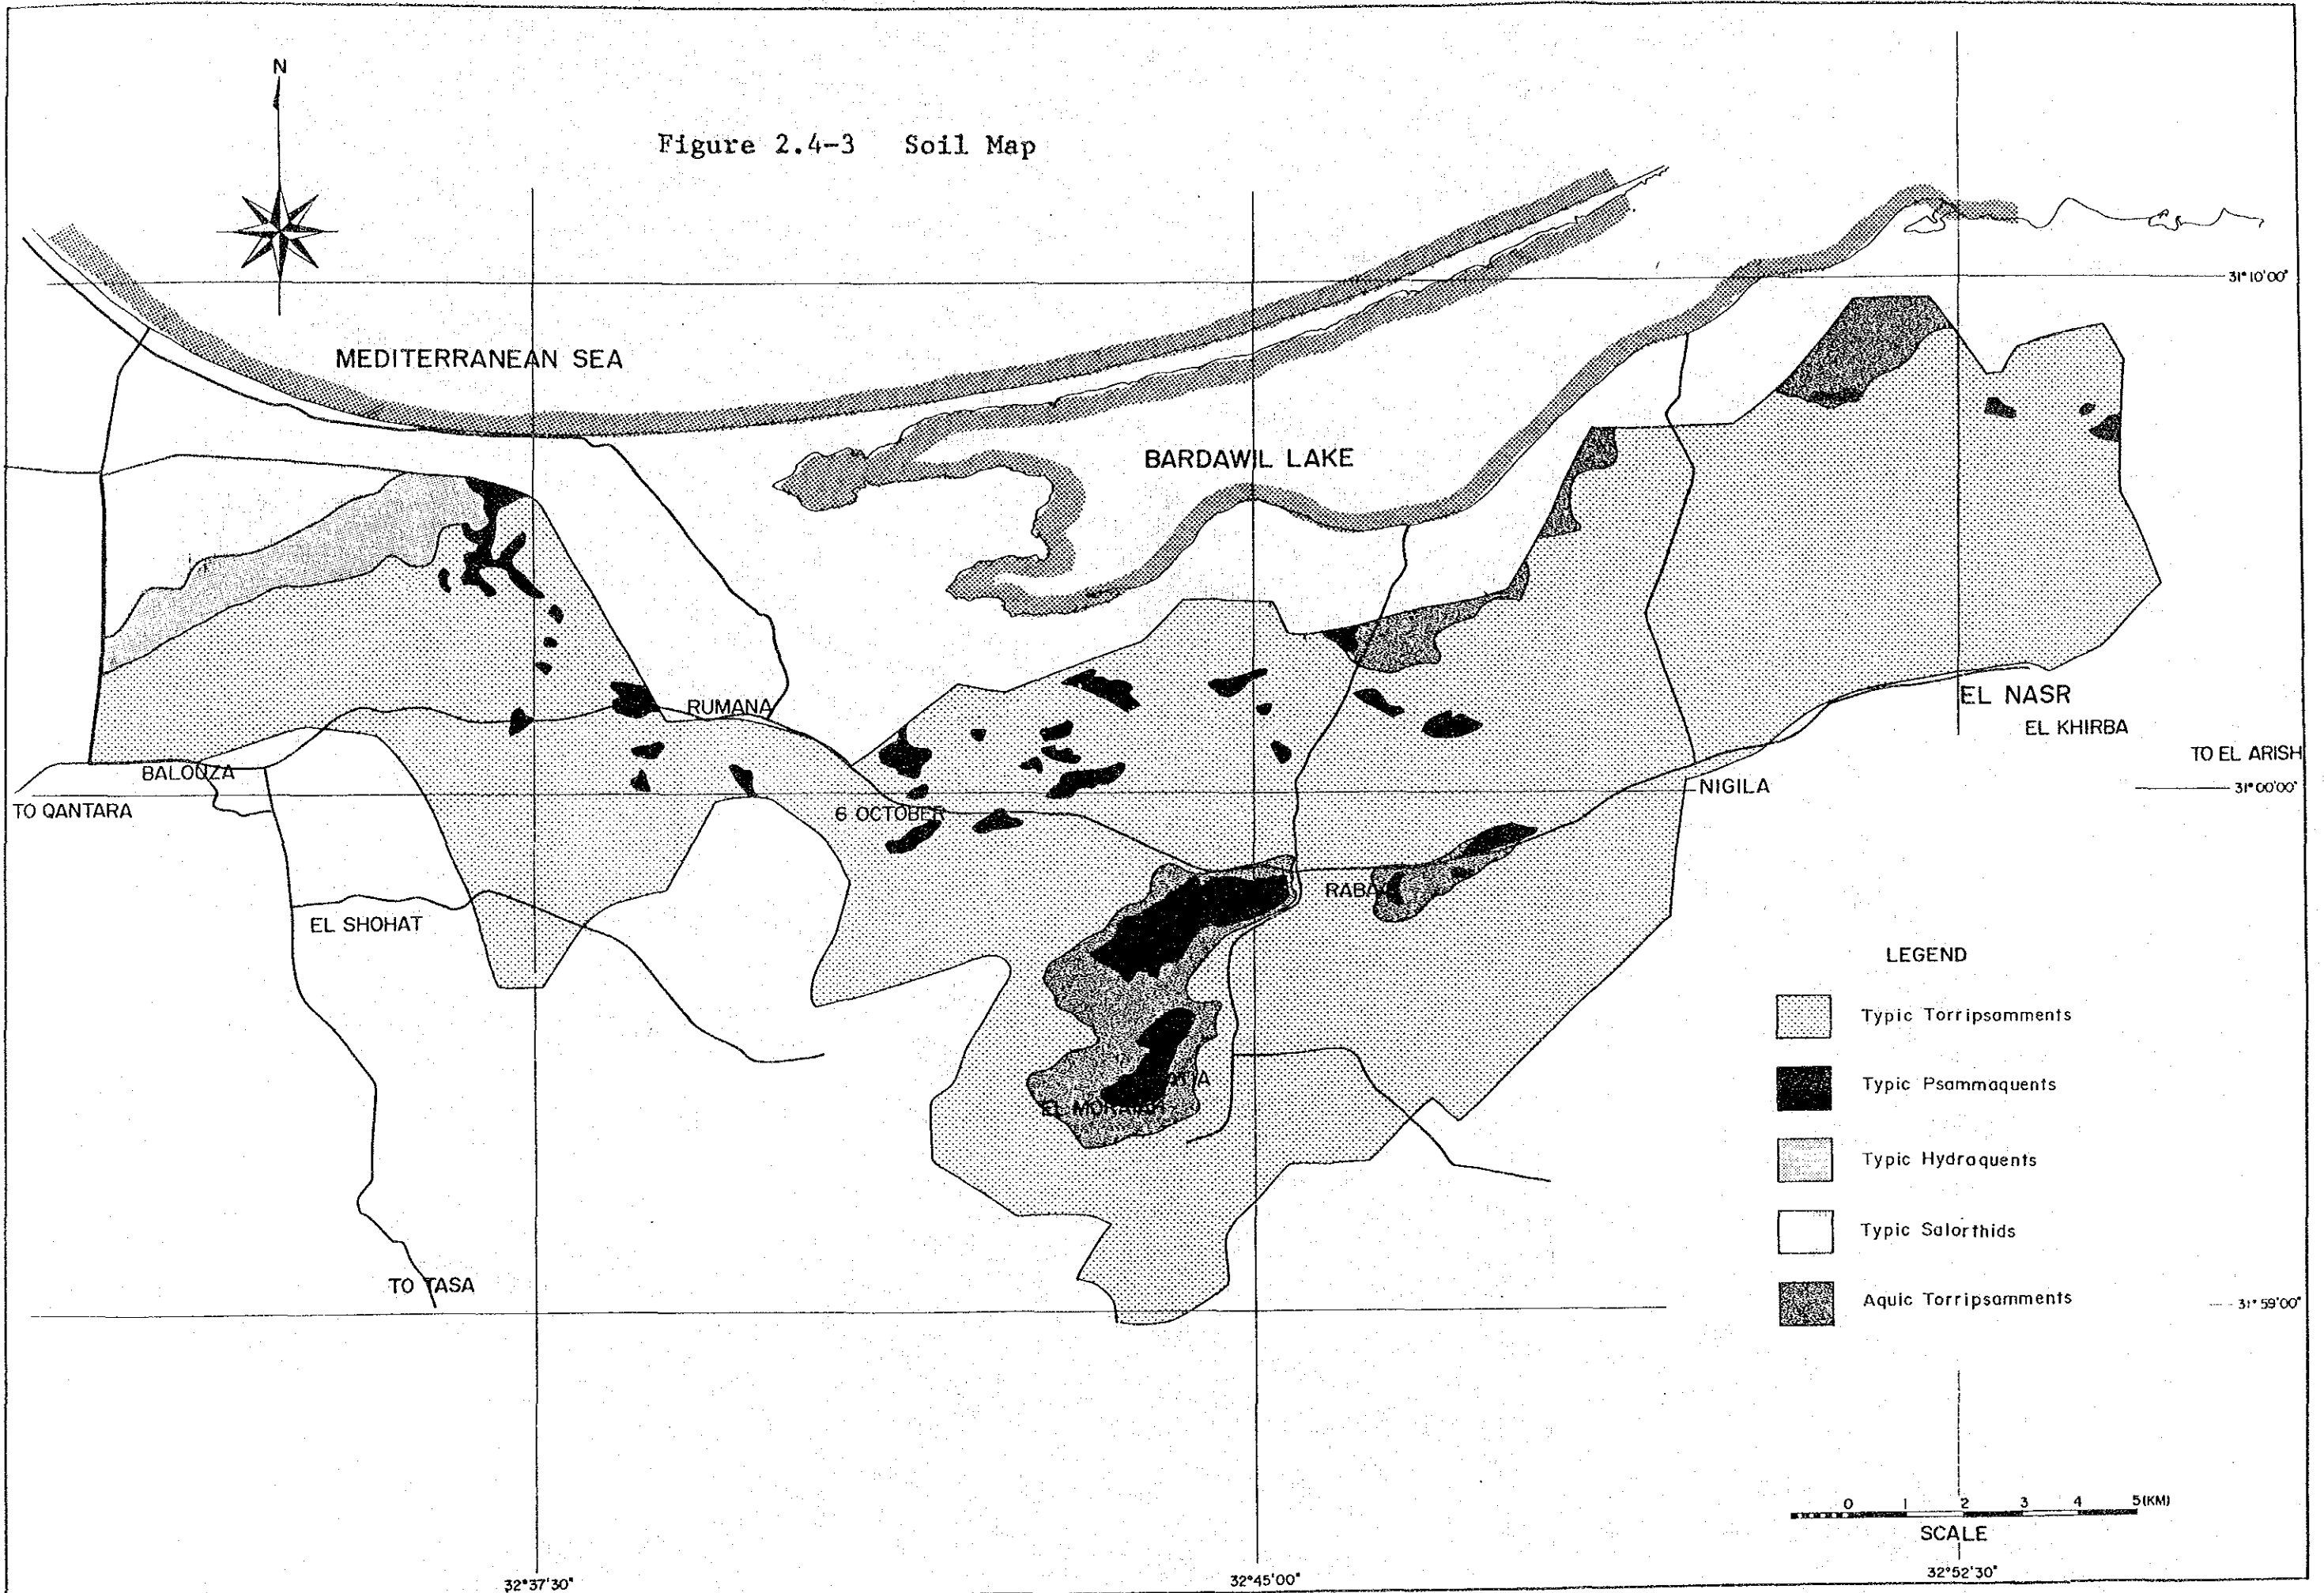 Figure 2.4-3 Soil Map
N
31°10'00"
MEDITERRANEAN SEA
BARDAWIL LAKE
RUMANA
EL NASR
EL KHIRBA
TO EL ARISH
BALOUZA
NIGILA
31°00'00"
TO QANTARA
6 OCTOBER
EL SHOHAT
LEGEND
Typic Torripsamments
Typic Psammaquents
Typic Hydraquents
Typic Salorthids
Aquic Torripsamments
TO TASA
31°59'00"
0 1 2 3 4 5(KM)
SCALE
32°37'30"
32°45'00"
32°52'30"